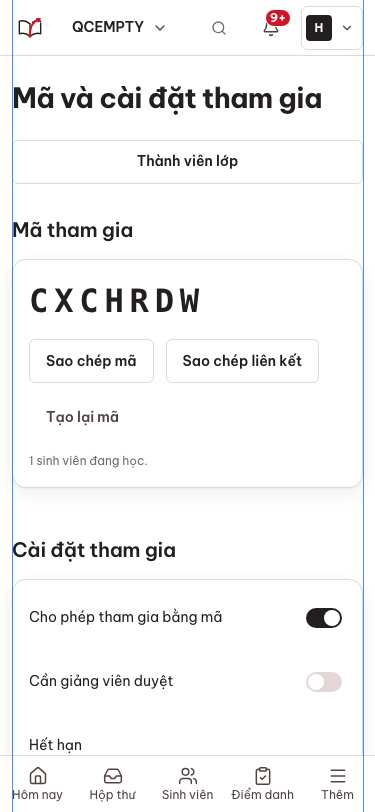 QCEMPTY
9+
H
Mã và cài đặt tham gia
Thành viên lớp
Mã tham gia
CXCHRDW
Sao chép mã
Sao chép liên kết
Tạo lại mã
1 sinh viên đang học.
Cài đặt tham gia
Cho phép tham gia bằng mã
Cần giảng viên duyệt
Hết hạn
Hôm nay
Hộp thư
Sinh viên
Điểm danh
Thêm